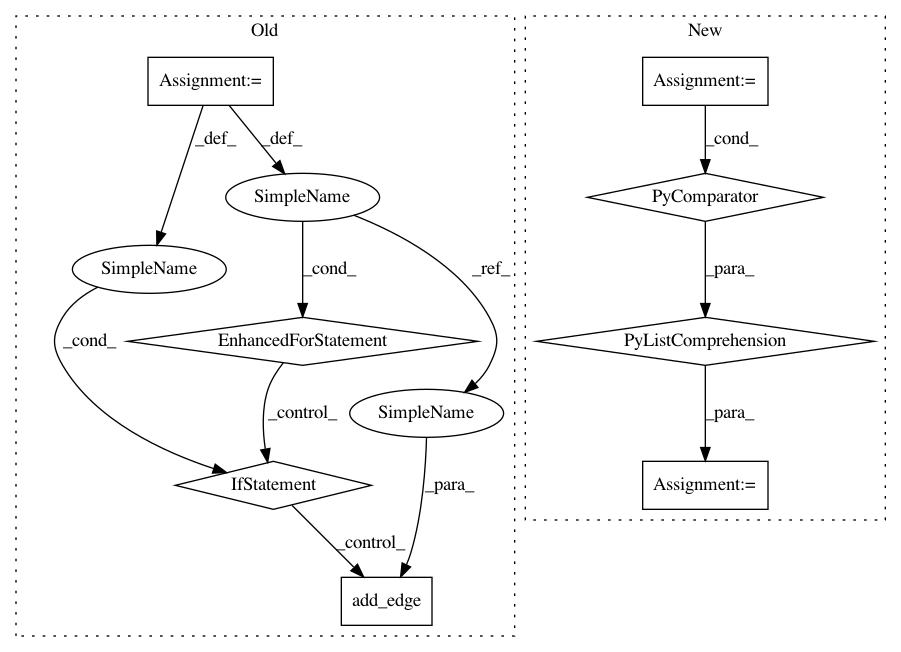 Old
New
Assignment:=
Assignment:=
_def_
_def_
_cond_
SimpleName
PyComparator
SimpleName
_cond_
_ref_
_para_
_cond_
EnhancedForStatement
PyListComprehension
_control_
SimpleName
_para_
IfStatement
_para_
Assignment:=
_control_
add_edge